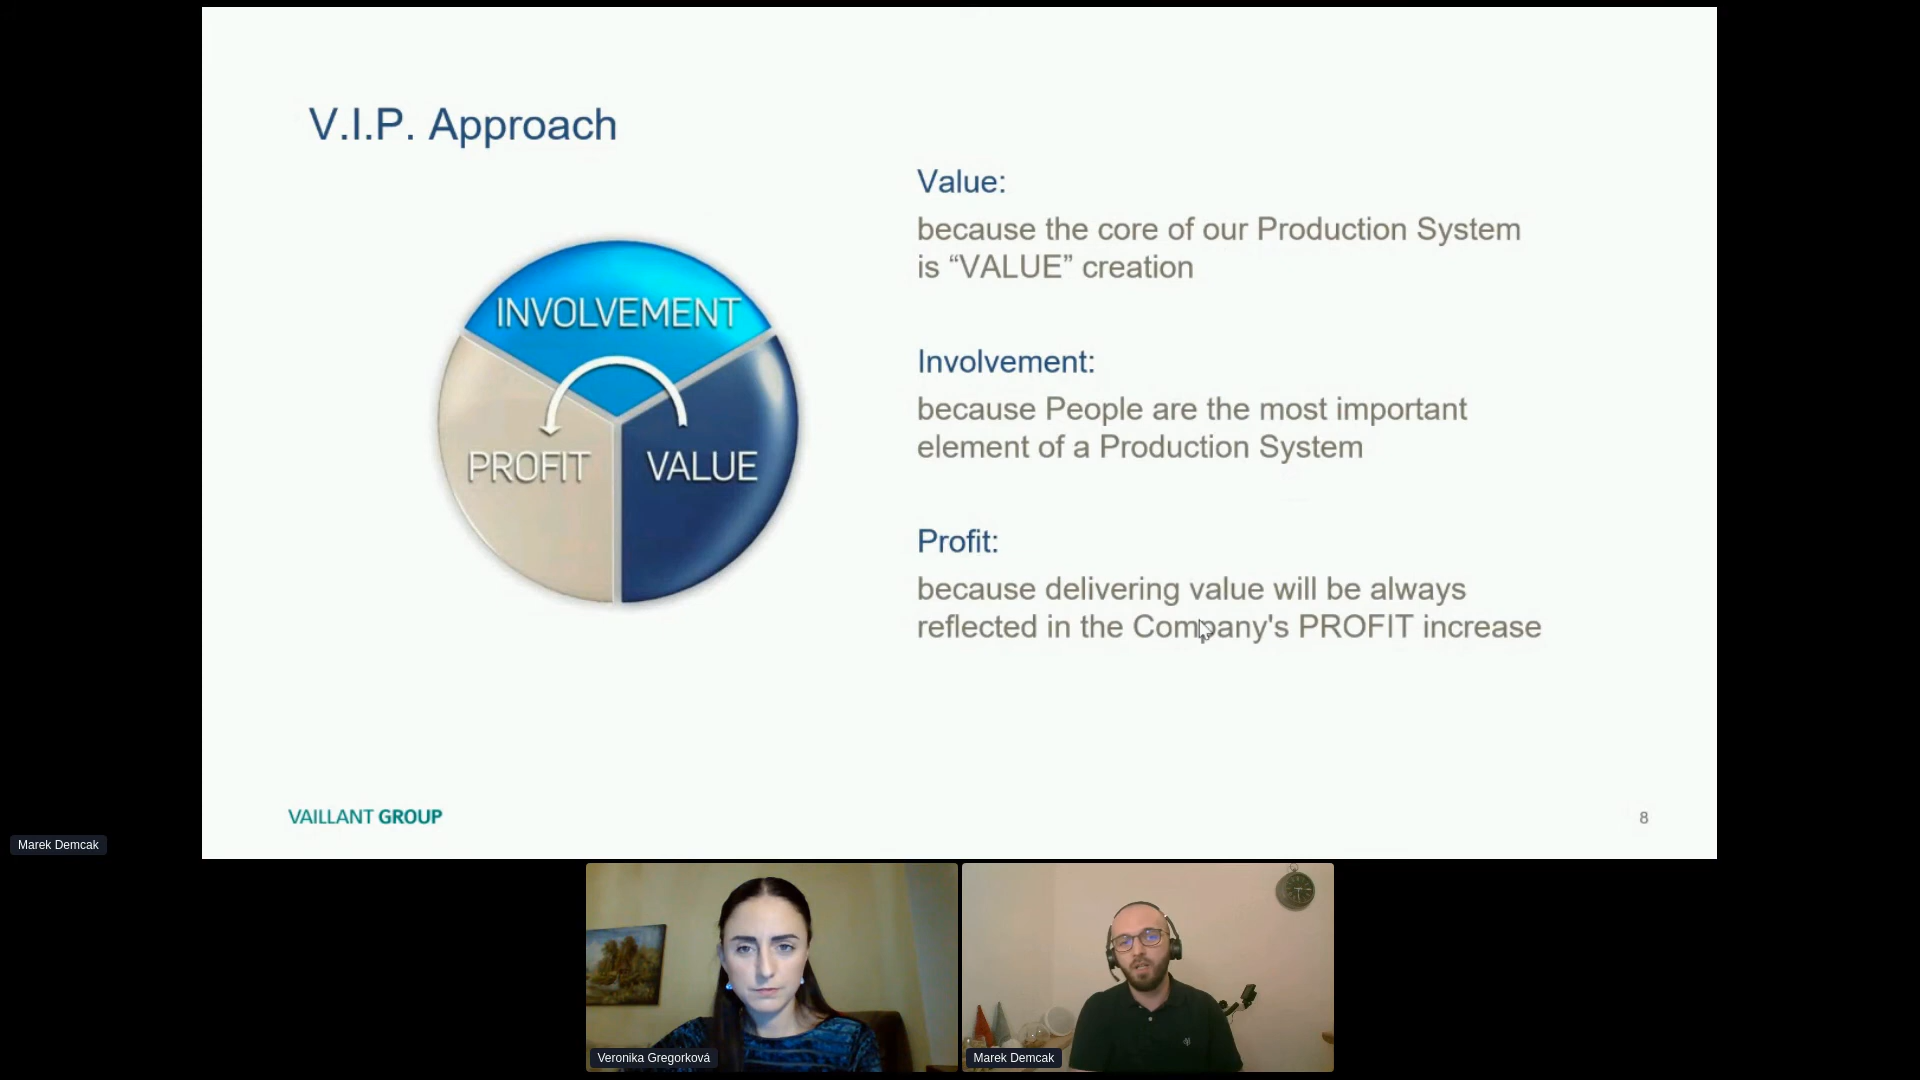 V.I.P. Approach
INVOLVEMENT
PROFIT
VALUE
Value:
because the core of our Production System
is “VALUE” creation
Involvement:
because People are the most important
element of a Production System
Profit:
because delivering value will be always
reflected in the Company's PROFIT increase
VAILLANT GROUP
8
Marek Demcak
Veronika Gregorková
Marek Demcak